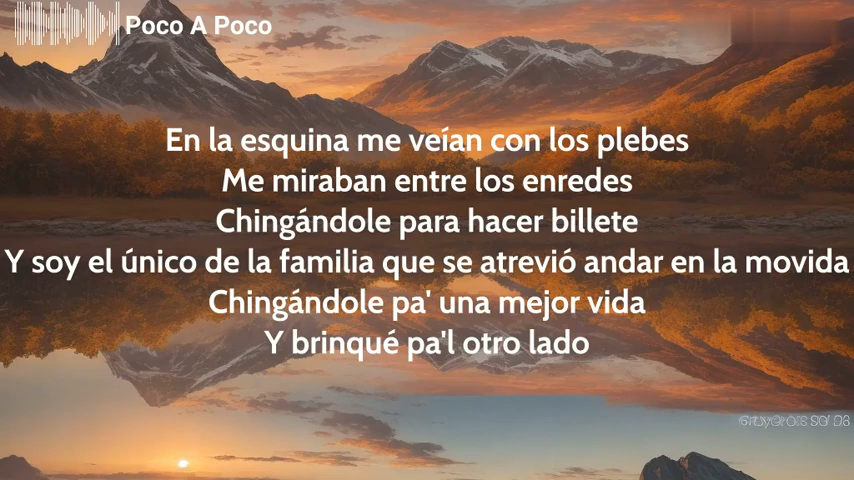 Poco A Poco
En la esquina me veían con los plebes
Me miraban entre los enredes
Chingándole para hacer billete
Y soy el único de la familia que se atrevió andar en la movida
Chingándole pa' una mejor vida
Y brinqué pa'l otro lado